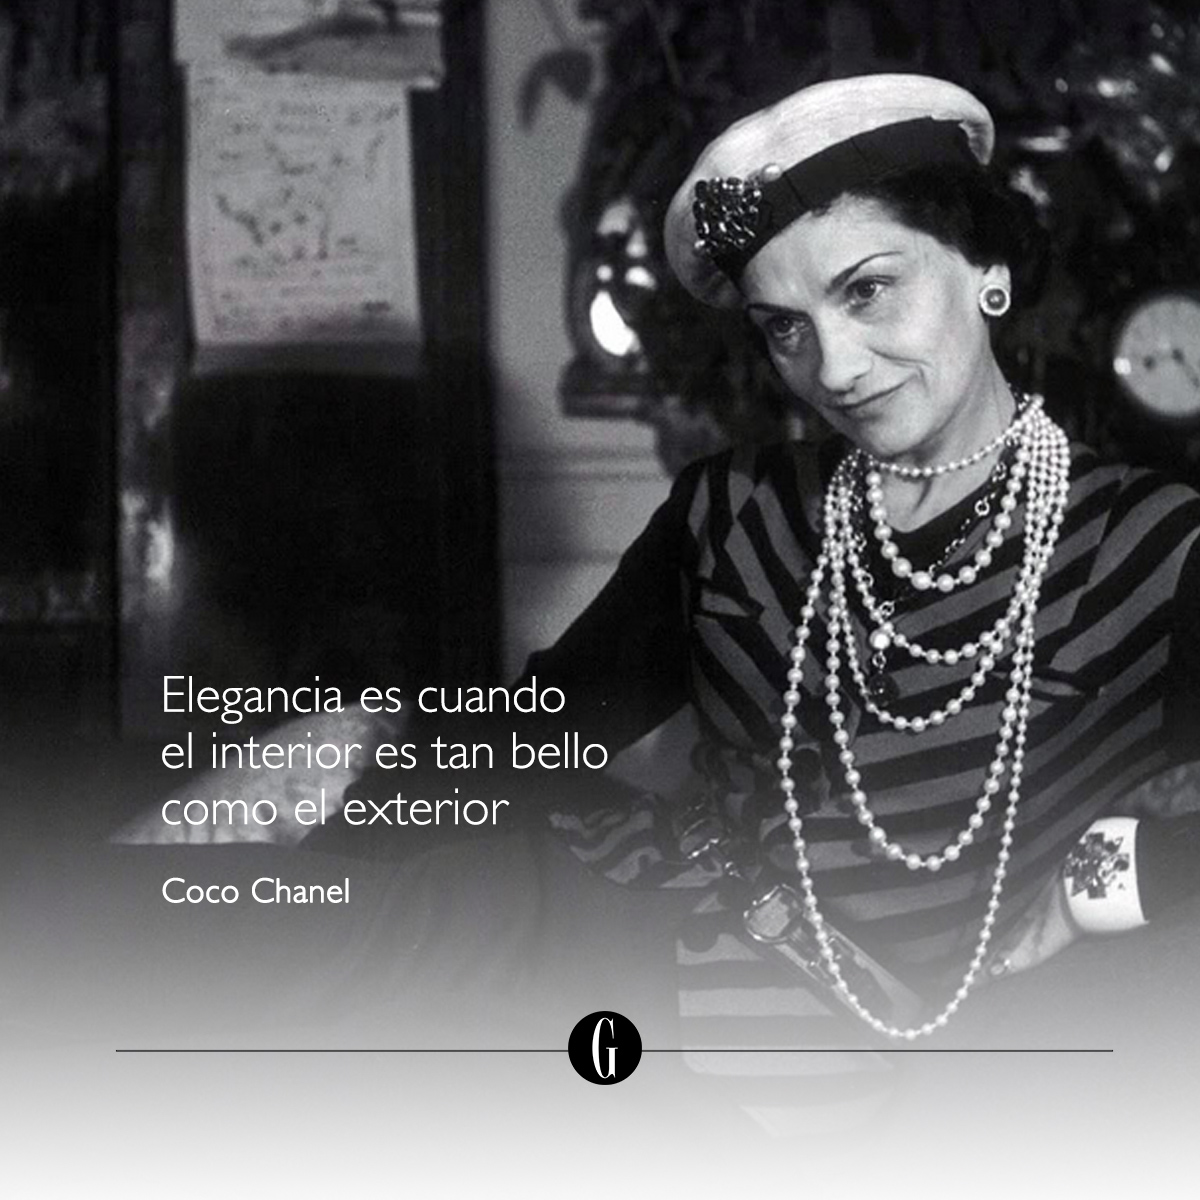 Elegancia es cuando
el interior es tan bello
como el exterior
Coco Chanel
G